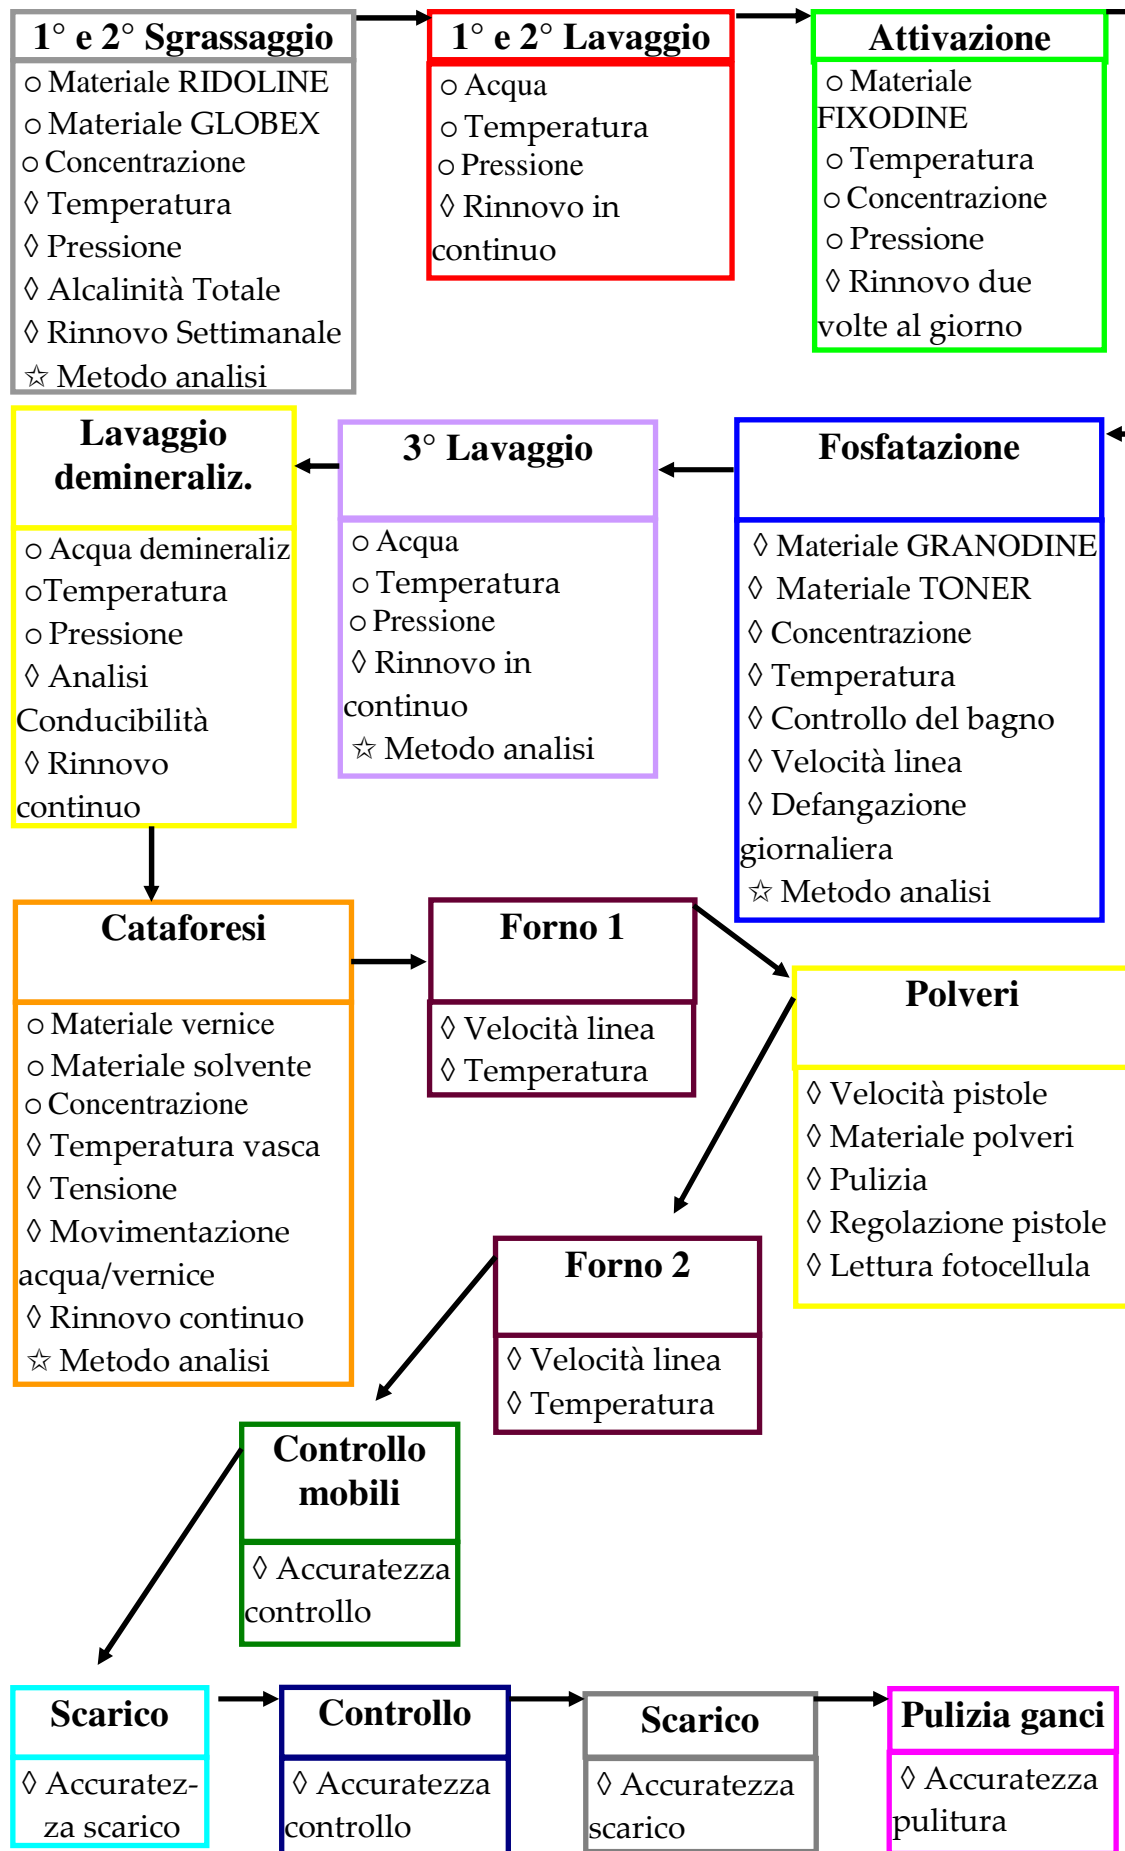 1° e 2° Sgrassaggio
○ Materiale RIDOLINE
○ Materiale GLOBEX
○ Concentrazione
◊ Temperatura
◊ Pressione
◊ Alcalinità Totale
◊ Rinnovo Settimanale
☆ Metodo analisi
1° e 2° Lavaggio
○ Acqua
○ Temperatura
○ Pressione
◊ Rinnovo in
continuo
Attivazione
○ Materiale
FIXODINE
○ Temperatura
○ Concentrazione
○ Pressione
◊ Rinnovo due
volte al giorno
Fosfatazione
◊ Materiale GRANODINE
◊ Materiale TONER
◊ Concentrazione
◊ Temperatura
◊ Controllo del bagno
◊ Velocità linea
◊ Defangazione
giornaliera
☆ Metodo analisi
3° Lavaggio
○ Acqua
○ Temperatura
○ Pressione
◊ Rinnovo in
continuo
☆ Metodo analisi
Lavaggio
demineraliz.
○ Acqua demineraliz
○Temperatura
○ Pressione
◊ Analisi
Conducibilità
◊ Rinnovo
continuo
Cataforesi
○ Materiale vernice
○ Materiale solvente
○ Concentrazione
◊ Temperatura vasca
◊ Tensione
◊ Movimentazione
acqua/vernice
◊ Rinnovo continuo
☆ Metodo analisi
Forno 1
◊ Velocità linea
◊ Temperatura
Polveri
◊ Velocità pistole
◊ Materiale polveri
◊ Pulizia
◊ Regolazione pistole
◊ Lettura fotocellula
Forno 2
◊ Velocità linea
◊ Temperatura
Controllo
mobili
◊ Accuratezza
controllo
Scarico
◊ Accuratez-
za scarico
Controllo
◊ Accuratezza
controllo
Scarico
◊ Accuratezza
scarico
Pulizia ganci
◊ Accuratezza
pulitura